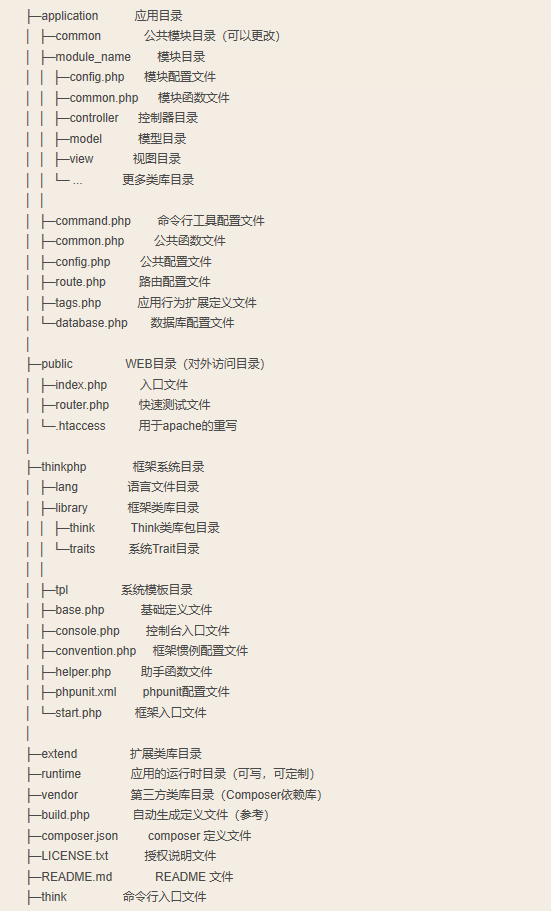 ├─application 应用目录
│ ├─common 公共模块目录（可以更改）
│ ├─module_name 模块目录
│ │ ├─config.php 模块配置文件
│ │ ├─common.php 模块函数文件
│ │ ├─controller 控制器目录
│ │ ├─model 模型目录
│ │ ├─view 视图目录
│ │ └─ ... 更多类库目录
│ │
│ ├─command.php 命令行工具配置文件
│ ├─common.php 公共函数文件
│ ├─config.php 公共配置文件
│ ├─route.php 路由配置文件
│ ├─tags.php 应用行为扩展定义文件
│ └─database.php 数据库配置文件
│
├─public WEB目录（对外访问目录）
│ ├─index.php 入口文件
│ ├─router.php 快速测试文件
│ └─.htaccess 用于apache的重写
│
├─thinkphp 框架系统目录
│ ├─lang 语言文件目录
│ ├─library 框架类库目录
│ │ ├─think Think类库包目录
│ │ └─traits 系统Trait目录
│ │
│ ├─tpl 系统模板目录
│ ├─base.php 基础定义文件
│ ├─console.php 控制台入口文件
│ ├─convention.php 框架惯例配置文件
│ ├─helper.php 助手函数文件
│ ├─phpunit.xml phpunit配置文件
│ └─start.php 框架入口文件
│
├─extend 扩展类库目录
├─runtime 应用的运行时目录（可写，可定制）
├─vendor 第三方类库目录（Composer依赖库）
├─build.php 自动生成定义文件（参考）
├─composer.json composer 定义文件
├─LICENSE.txt 授权说明文件
├─README.md README 文件
├─think 命令行入口文件